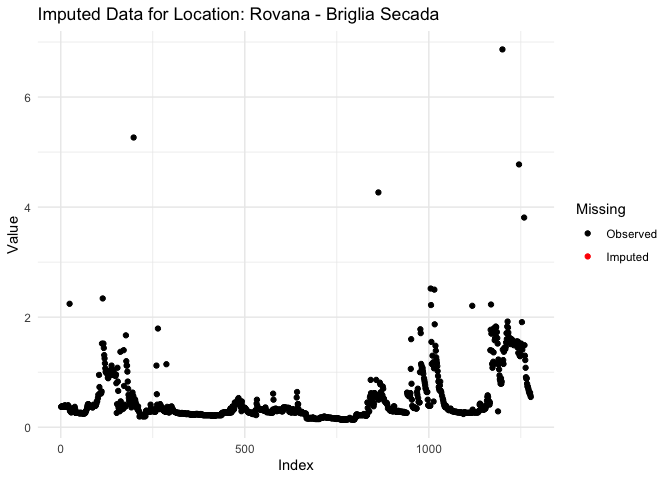 Imputed Data for Location: Rovana - Briglia Secada
6
4
2
0
Value
0
500
1000
Index
Missing
Observed
Imputed